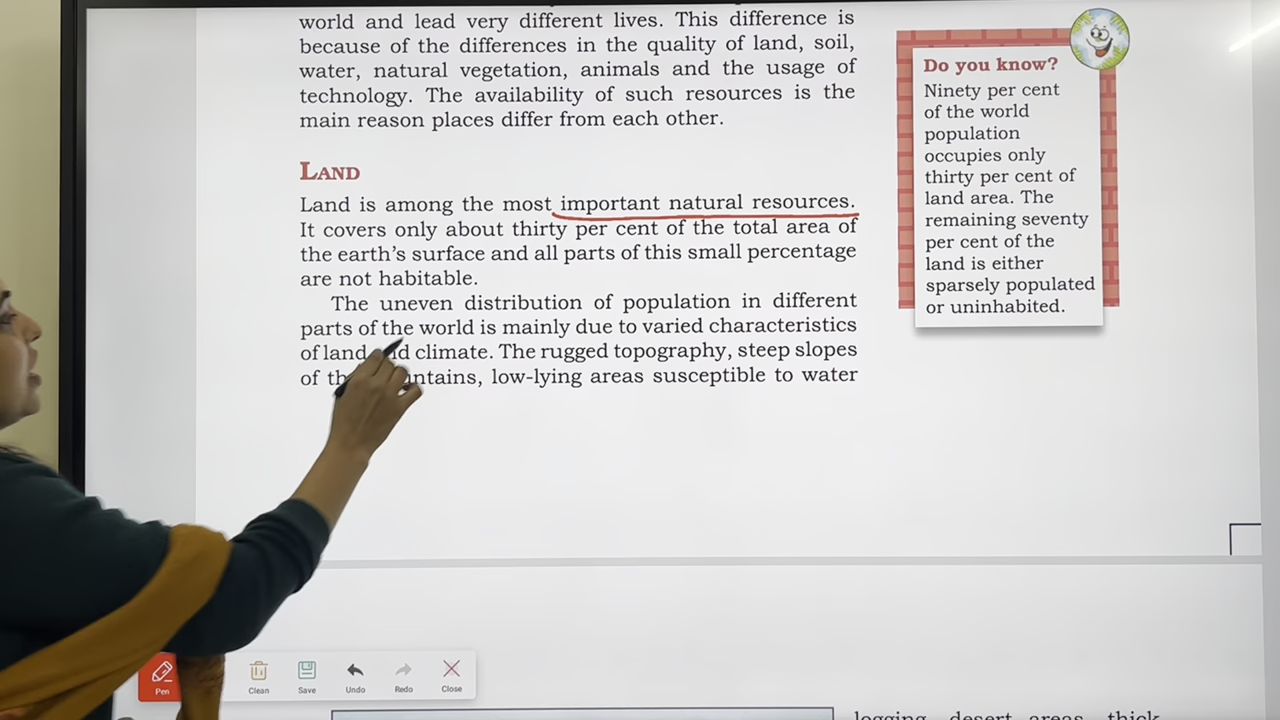 world and lead very different lives. This difference is
because of the differences in the quality of land, soil,
water, natural vegetation, animals and the usage of
technology. The availability of such resources is the
main reason places differ from each other.
LAND
Land is among the most important natural resources.
It covers only about thirty per cent of the total area of
the earth's surface and all parts of this small percentage
are not habitable.
The uneven distribution of population in different
parts of the world is mainly due to varied characteristics
of land climate. The rugged topography, steep slopes
of low-lying areas susceptible to water
Do you know?
Ninety per cent
of the world
population
occupies only
thirty per cent of
land area. The
remaining seventy
per cent of the
land is either
sparsely populated
or uninhabited.
Pen
Clean
Save
Undo
Redo
Close
logging, desert areas, thick